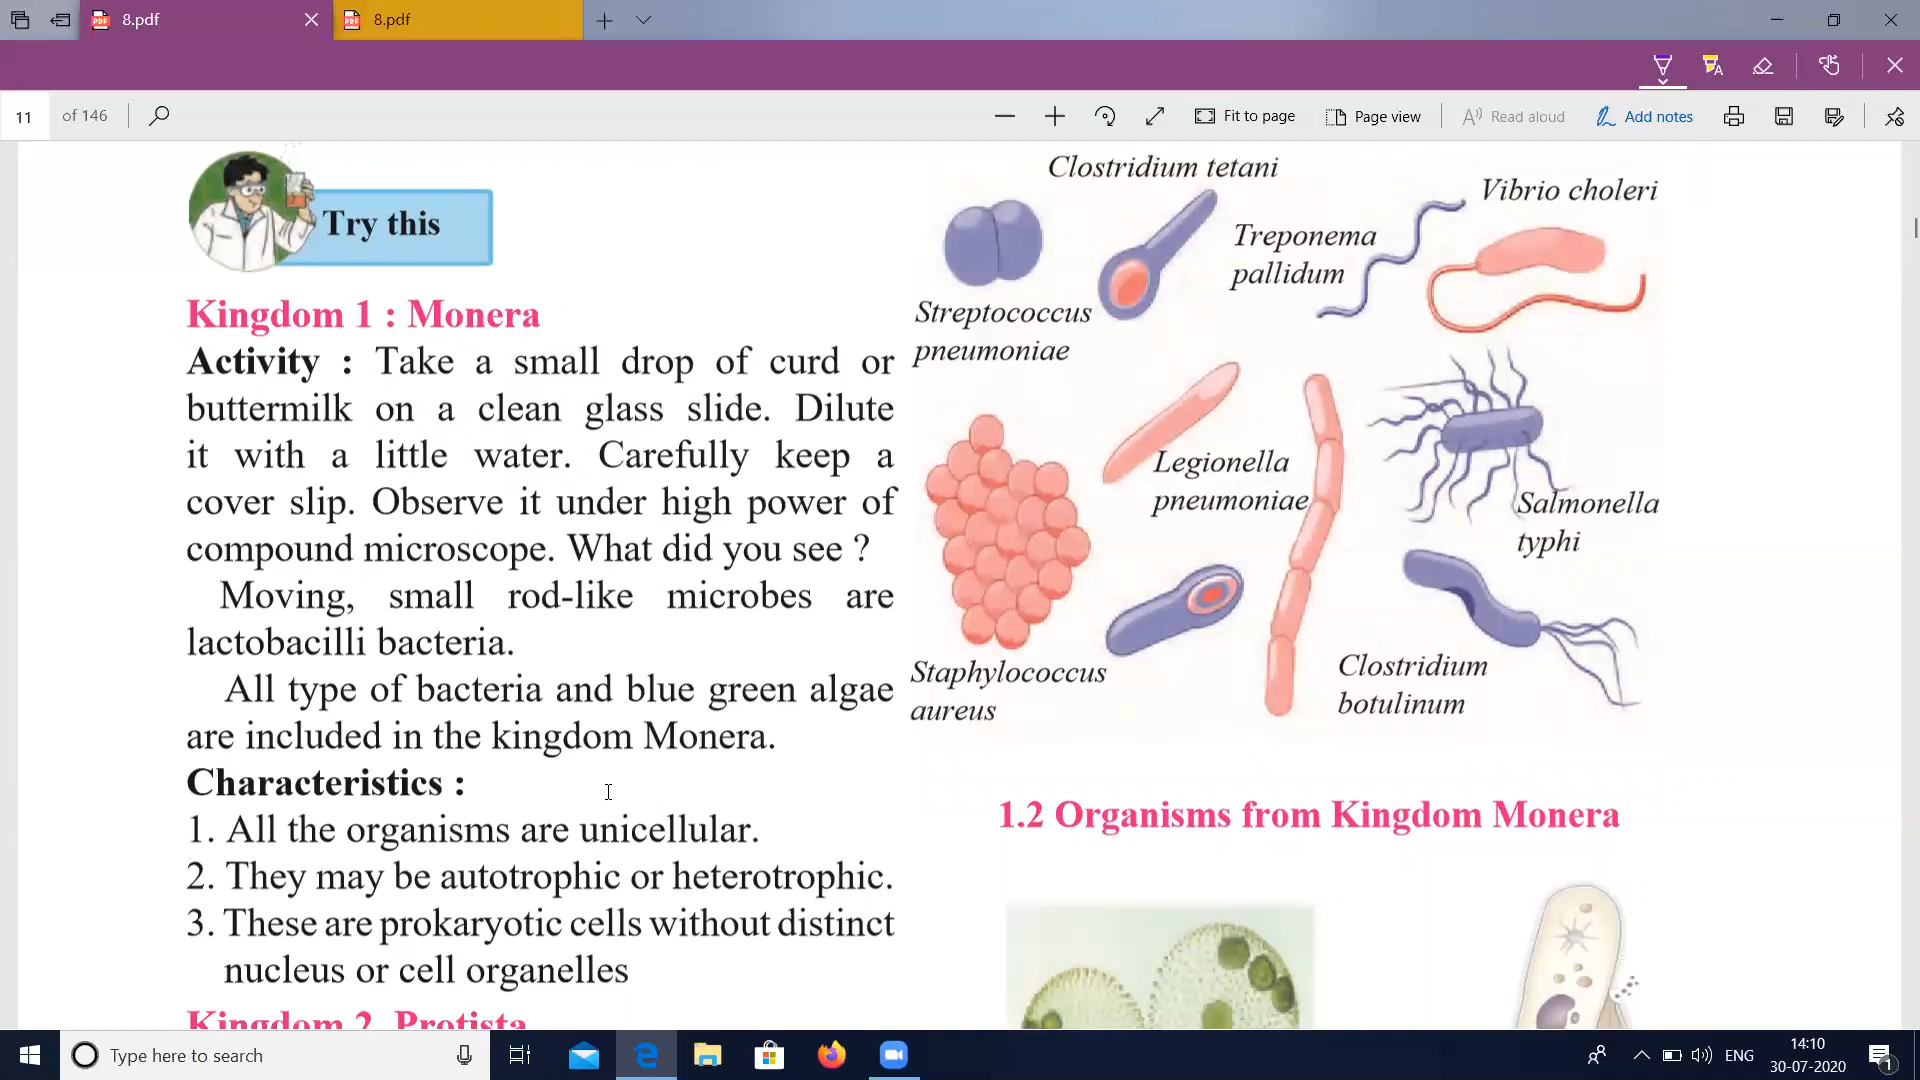 8.pdf
8.pdf
11 of 146
Fit to page
Page view
Read aloud
Add notes
Try this
Kingdom 1 : Monera
Activity : Take a small drop of curd or
buttermilk on a clean glass slide. Dilute
it with a little water. Carefully keep a
cover slip. Observe it under high power of
compound microscope. What did you see ?
Moving, small rod-like microbes are
lactobacilli bacteria.
All type of bacteria and blue green algae
are included in the kingdom Monera.
Characteristics :
1. All the organisms are unicellular.
2. They may be autotrophic or heterotrophic.
3. These are prokaryotic cells without distinct
nucleus or cell organelles
Kingdom 2 Protista
Clostridium tetani
Vibrio choleri
Treponema
pallidum
Streptococcus
pneumoniae
Legionella
pneumoniae
Salmonella
typhi
Staphylococcus
aureus
Clostridium
botulinum
1.2 Organisms from Kingdom Monera
Type here to search
ENG
14:10
30-07-2020
1